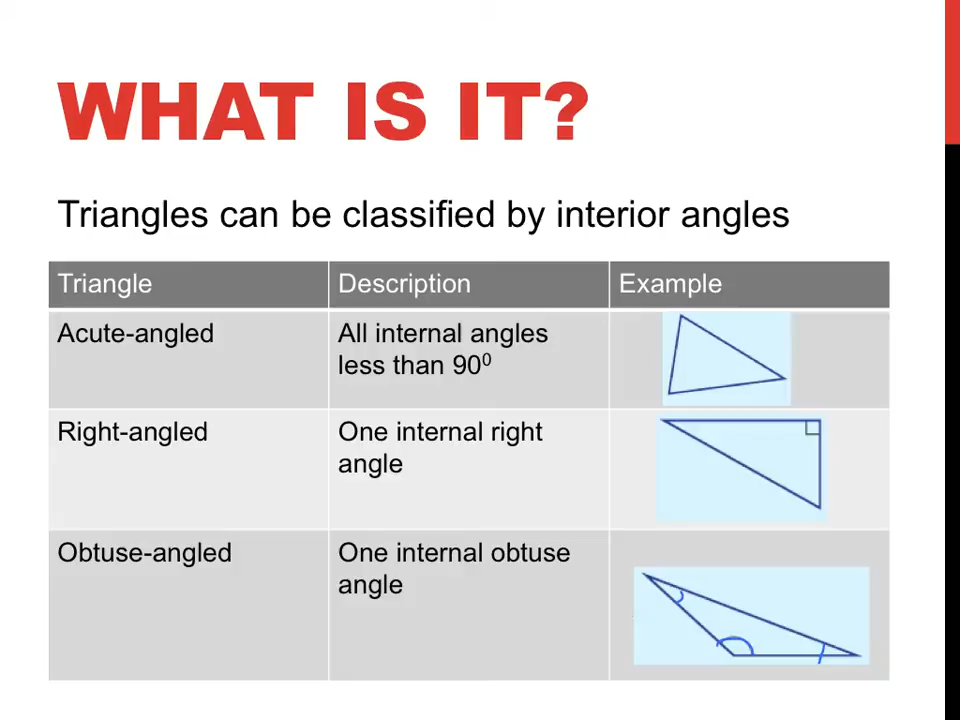 WHAT IS IT?
Triangles can be classified by interior angles
Triangle Description Example
Acute-angled
All internal angles
less than 90⁰
Right-angled
One internal right
angle
Obtuse-angled
One internal obtuse
angle